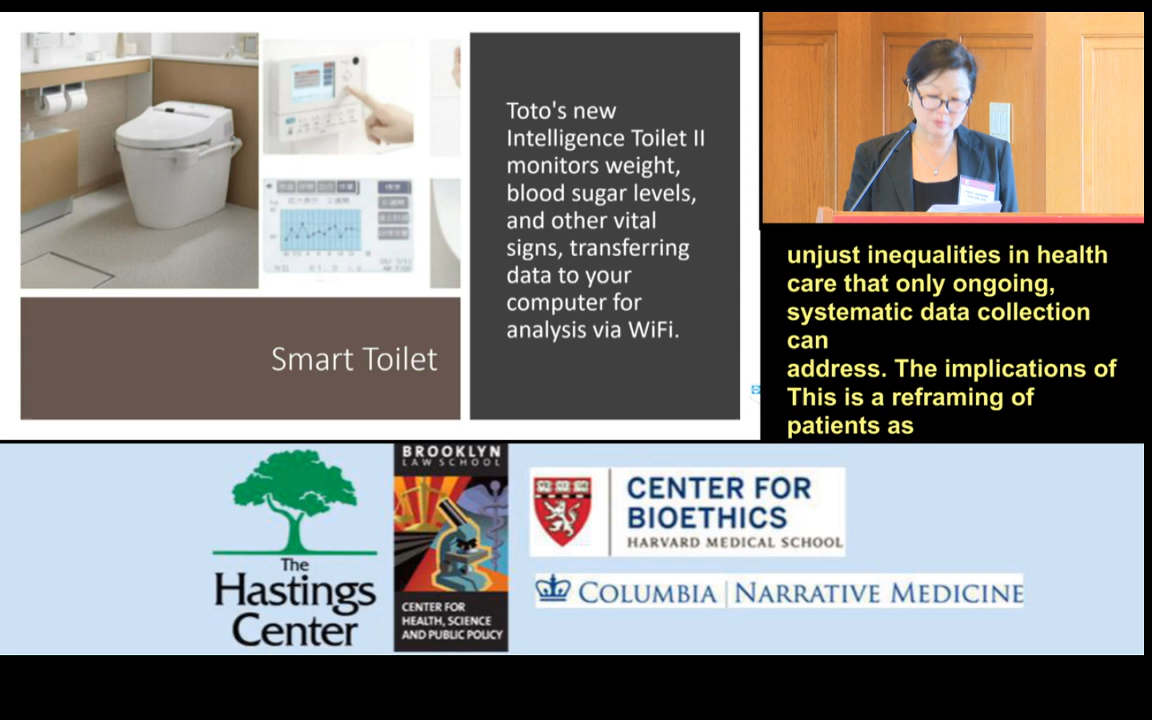 Toto's new
Intelligence Toilet II
monitors weight,
blood sugar levels,
and other vital
signs, transferring
data to your
computer for
analysis via WiFi.
Smart Toilet
unjust inequalities in health
care that only ongoing,
systematic data collection
can
address. The implications of
This is a reframing of
patients as
The
Hastings
Center
BROOKLYN
LAW SCHOOL
CENTER FOR
HEALTH, SCIENCE
AND PUBLIC POLICY
CENTER FOR
BIOETHICS
HARVARD MEDICAL SCHOOL
COLUMBIA | NARRATIVE MEDICINE